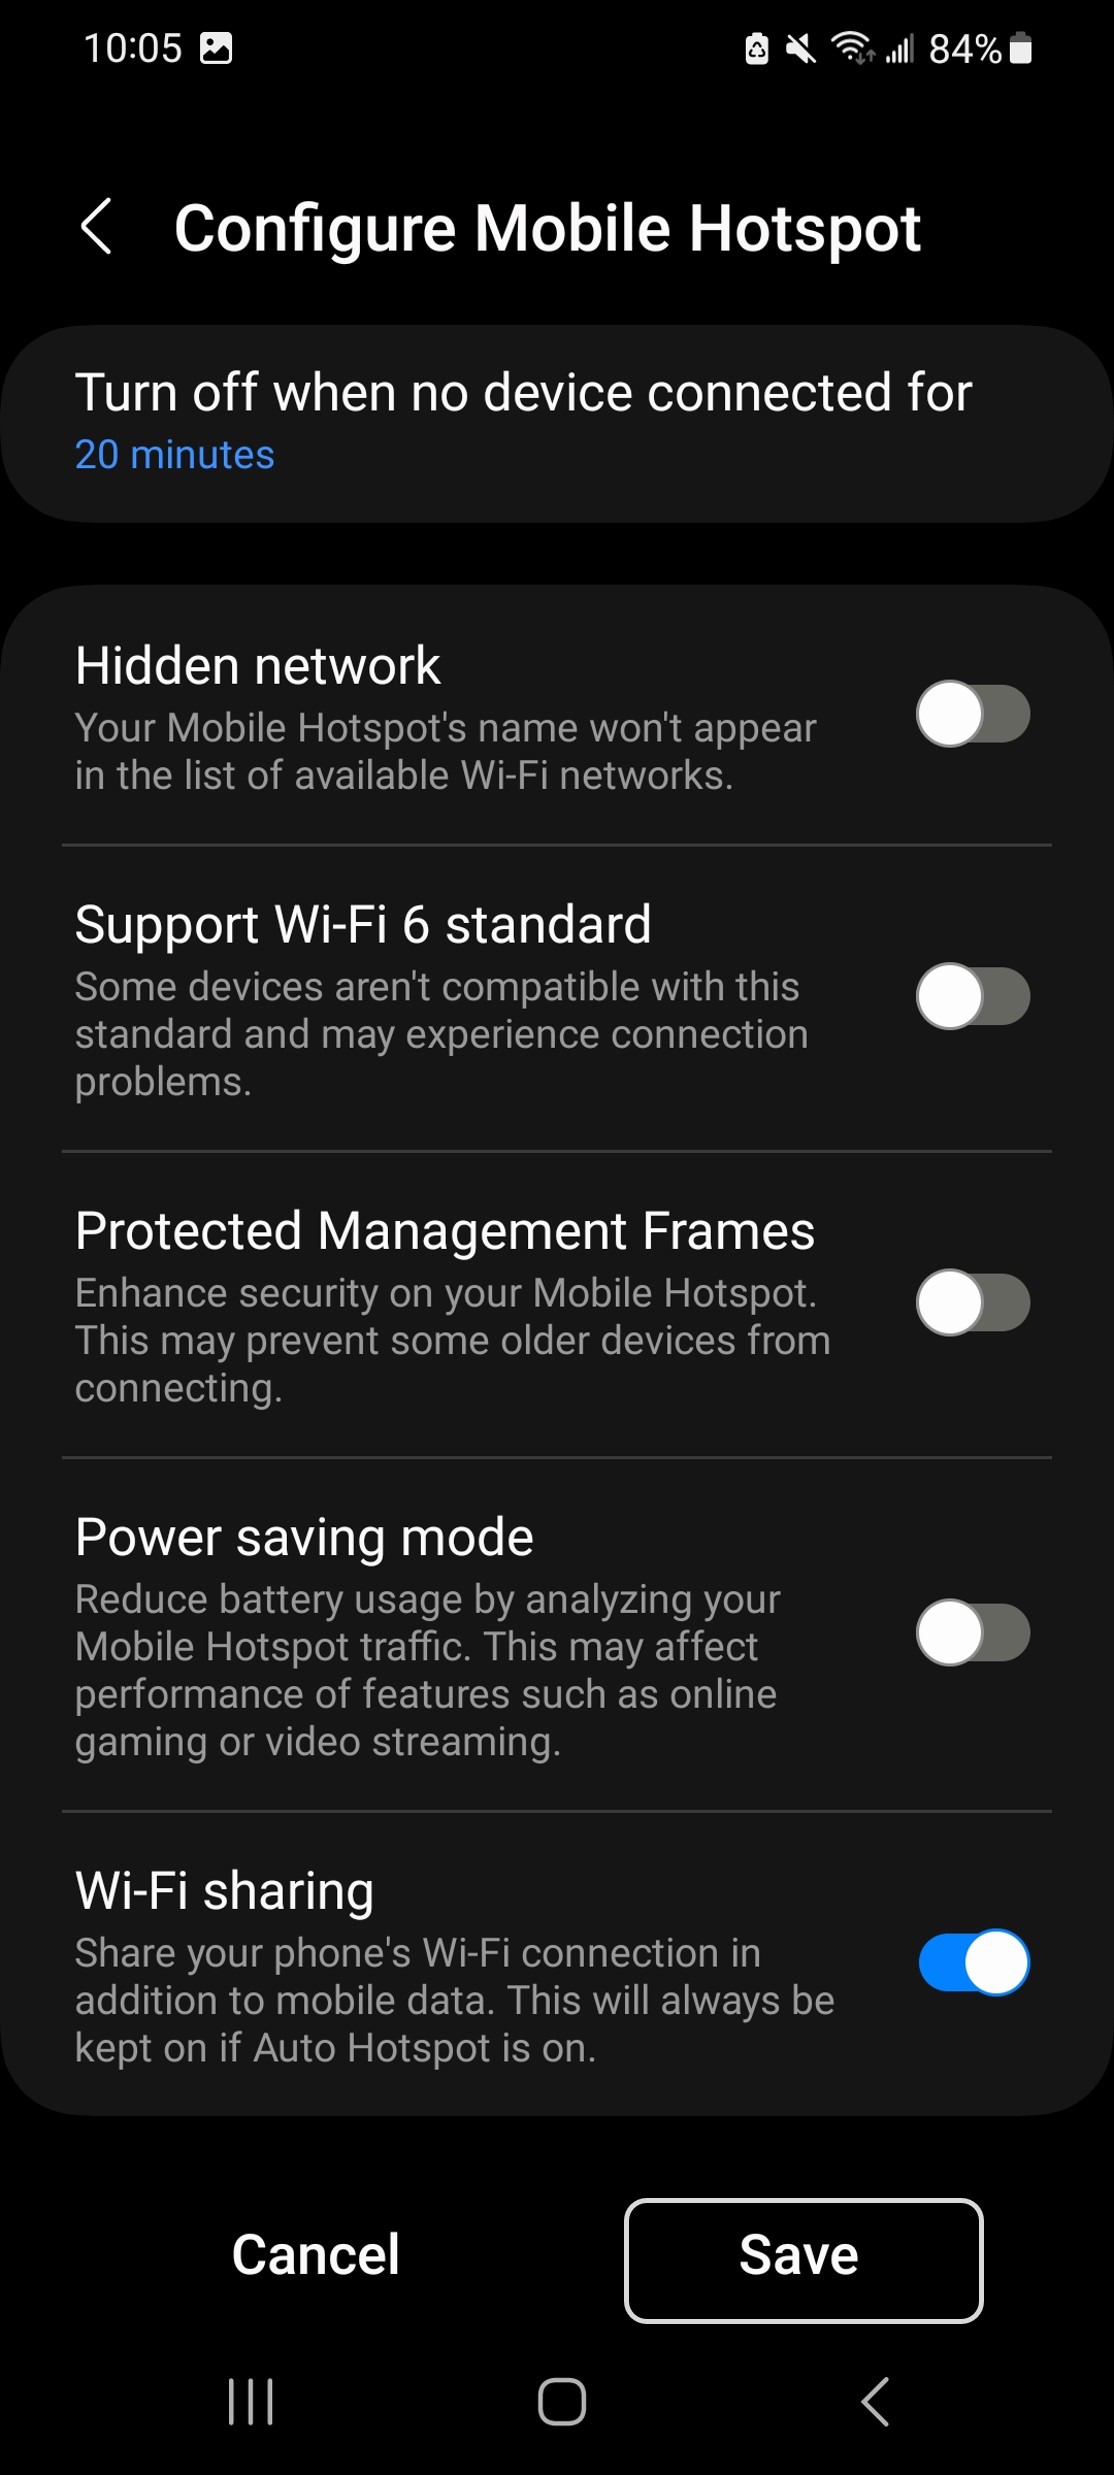 10:05
84%
Configure Mobile Hotspot
Turn off when no device connected for
20 minutes
Hidden network
Your Mobile Hotspot's name won't appear
in the list of available Wi-Fi networks.
Support Wi-Fi 6 standard
Some devices aren't compatible with this
standard and may experience connection
problems.
Protected Management Frames
Enhance security on your Mobile Hotspot.
This may prevent some older devices from
connecting.
Power saving mode
Reduce battery usage by analyzing your
Mobile Hotspot traffic. This may affect
performance of features such as online
gaming or video streaming.
Wi-Fi sharing
Share your phone's Wi-Fi connection in
addition to mobile data. This will always be
kept on if Auto Hotspot is on.
Cancel
Save